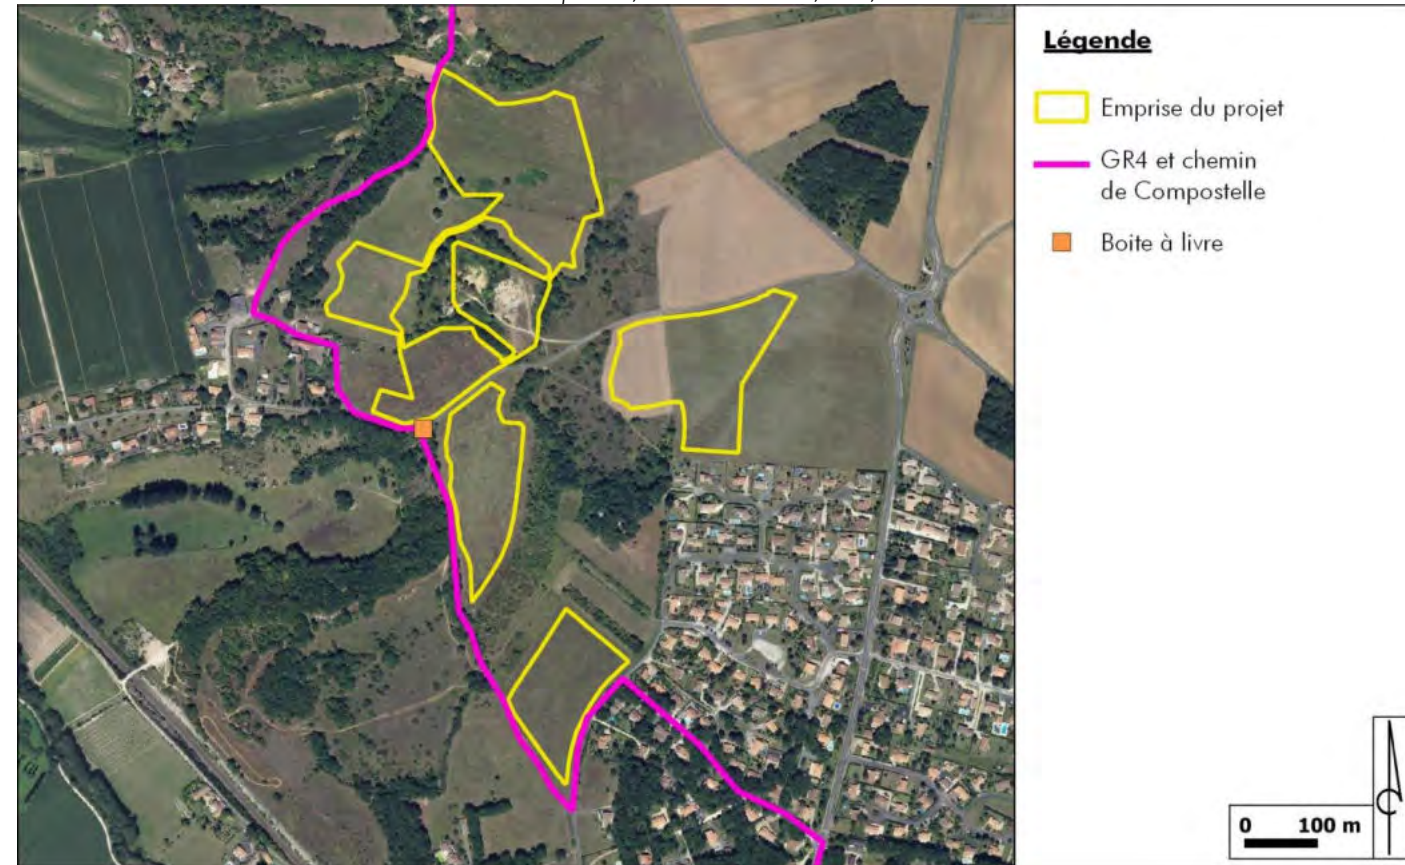 Légende
Emprise du projet
GR4 et chemin
de Compostelle
Boite à livre
0 100 m